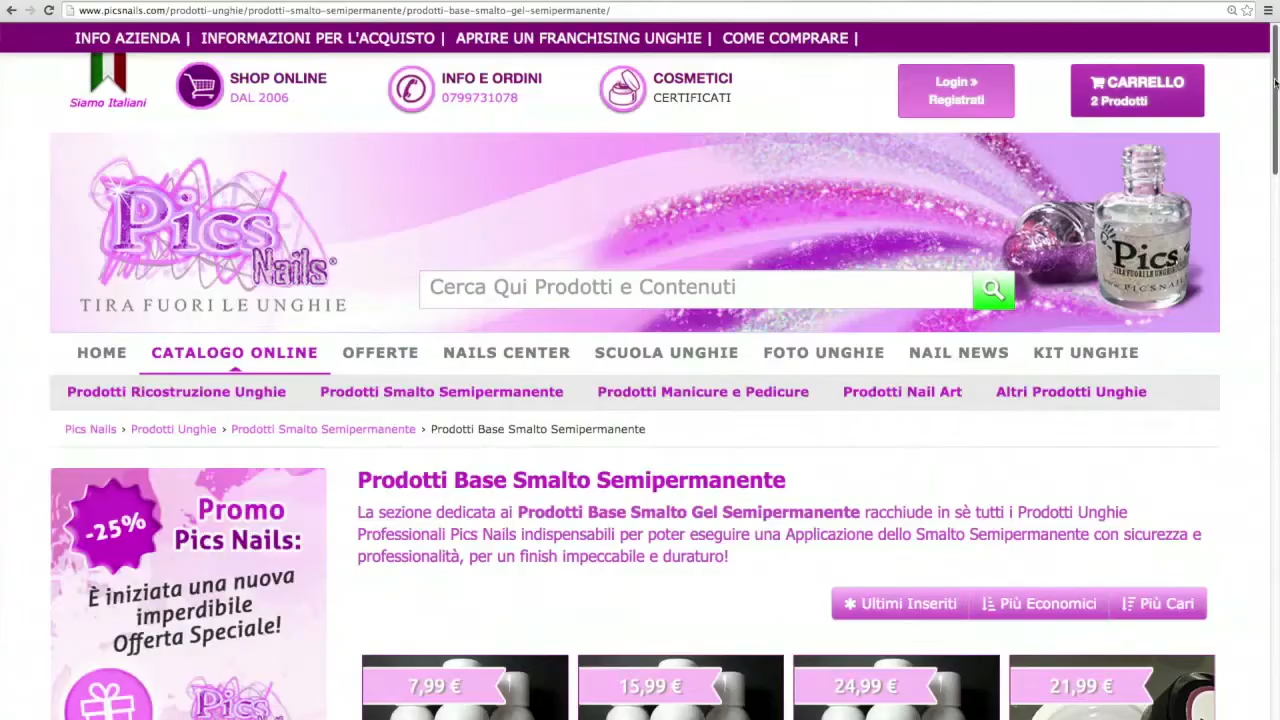 www.picsnails.com/prodotti-unghie/prodotti-smalto-semipermanente/prodotti-base-smalto-gel-semipermanente/
INFO AZIENDA | INFORMAZIONI PER L'ACQUISTO | APRIRE UN FRANCHISING UNGHIE | COME COMPRARE |
Siamo Italiani
SHOP ONLINE
DAL 2006
INFO E ORDINI
0799731078
COSMETICI
CERTIFICATI
Login »
Registrati
CARRELLO
2 Prodotti
Pics
Nails®
TIRA FUORI LE UNGHIE
Cerca Qui Prodotti e Contenuti
Pics
TIRA FUORI LE UNGHIE
HOME CATALOGO ONLINE OFFERTE NAILS CENTER SCUOLA UNGHIE FOTO UNGHIE NAIL NEWS KIT UNGHIE
Prodotti Ricostruzione Unghie Prodotti Smalto Semipermanente Prodotti Manicure e Pedicure Prodotti Nail Art Altri Prodotti Unghie
Pics Nails › Prodotti Unghie › Prodotti Smalto Semipermanente › Prodotti Base Smalto Semipermanente
-25%
Promo
Pics Nails:
È iniziata una nuova
imperdibile
Offerta Speciale!
Pics
Prodotti Base Smalto Semipermanente
La sezione dedicata ai Prodotti Base Smalto Gel Semipermanente racchiude in sè tutti i Prodotti Unghie
Professionali Pics Nails indispensabili per poter eseguire una Applicazione dello Smalto Semipermanente con sicurezza e
professionalità, per un finish impeccabile e duraturo!
Ultimi Inseriti Più Economici Più Cari
7,99 € 15,99 € 24,99 € 21,99 €